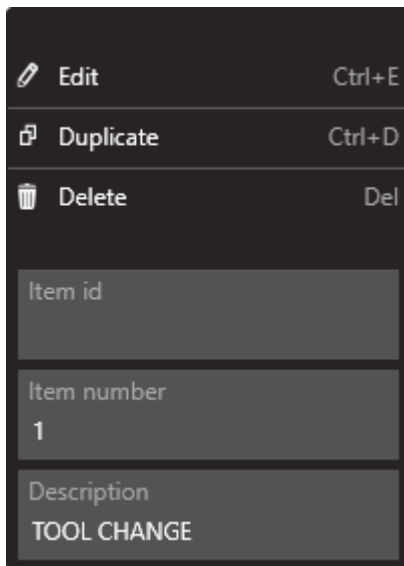 Edit Ctrl+E
Duplicate Ctrl+D
Delete Del
Item id
Item number
1
Description
TOOL CHANGE